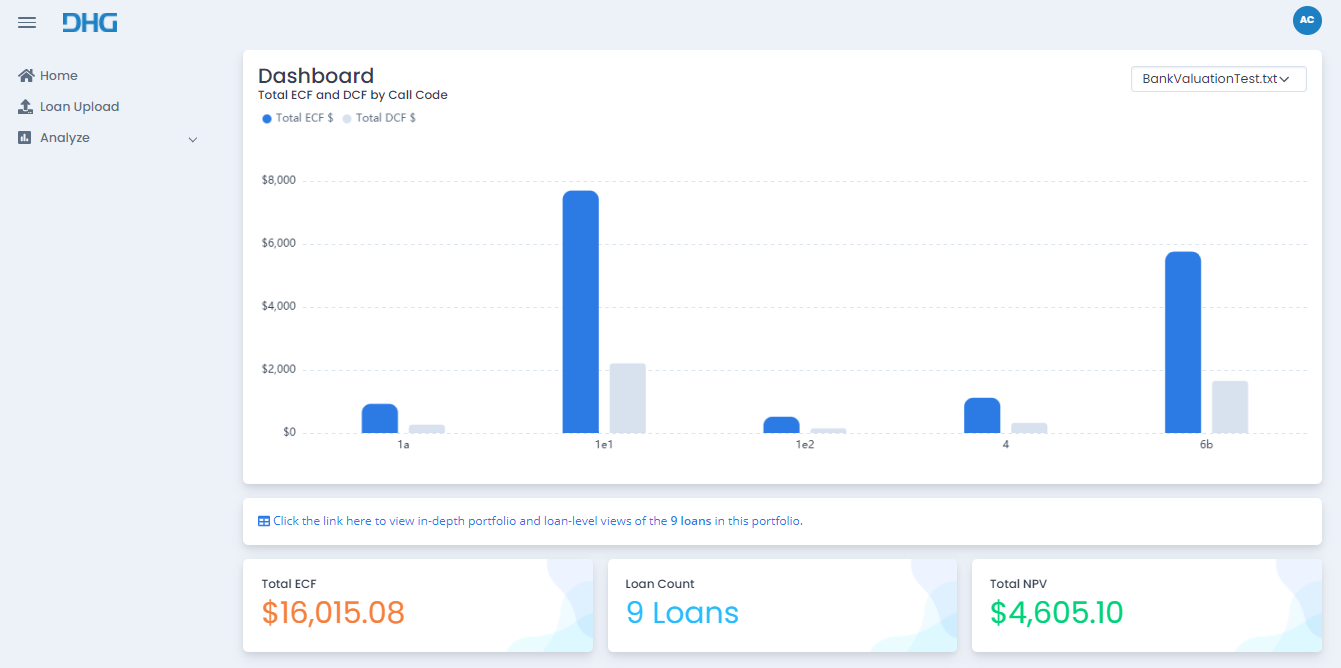 DHG
AC
Home
Loan Upload
Analyze
Dashboard
BankValuationTest.txt
Total ECF and DCF by Call Code
Total ECF $ Total DCF $
$8,000
$6,000
$4,000
$2,000
$0
1a 1e1 1e2 4 6b
Click the link here to view in-depth portfolio and loan-level views of the 9 loans in this portfolio.
Total ECF
$16,015.08
Loan Count
9 Loans
Total NPV
$4,605.10